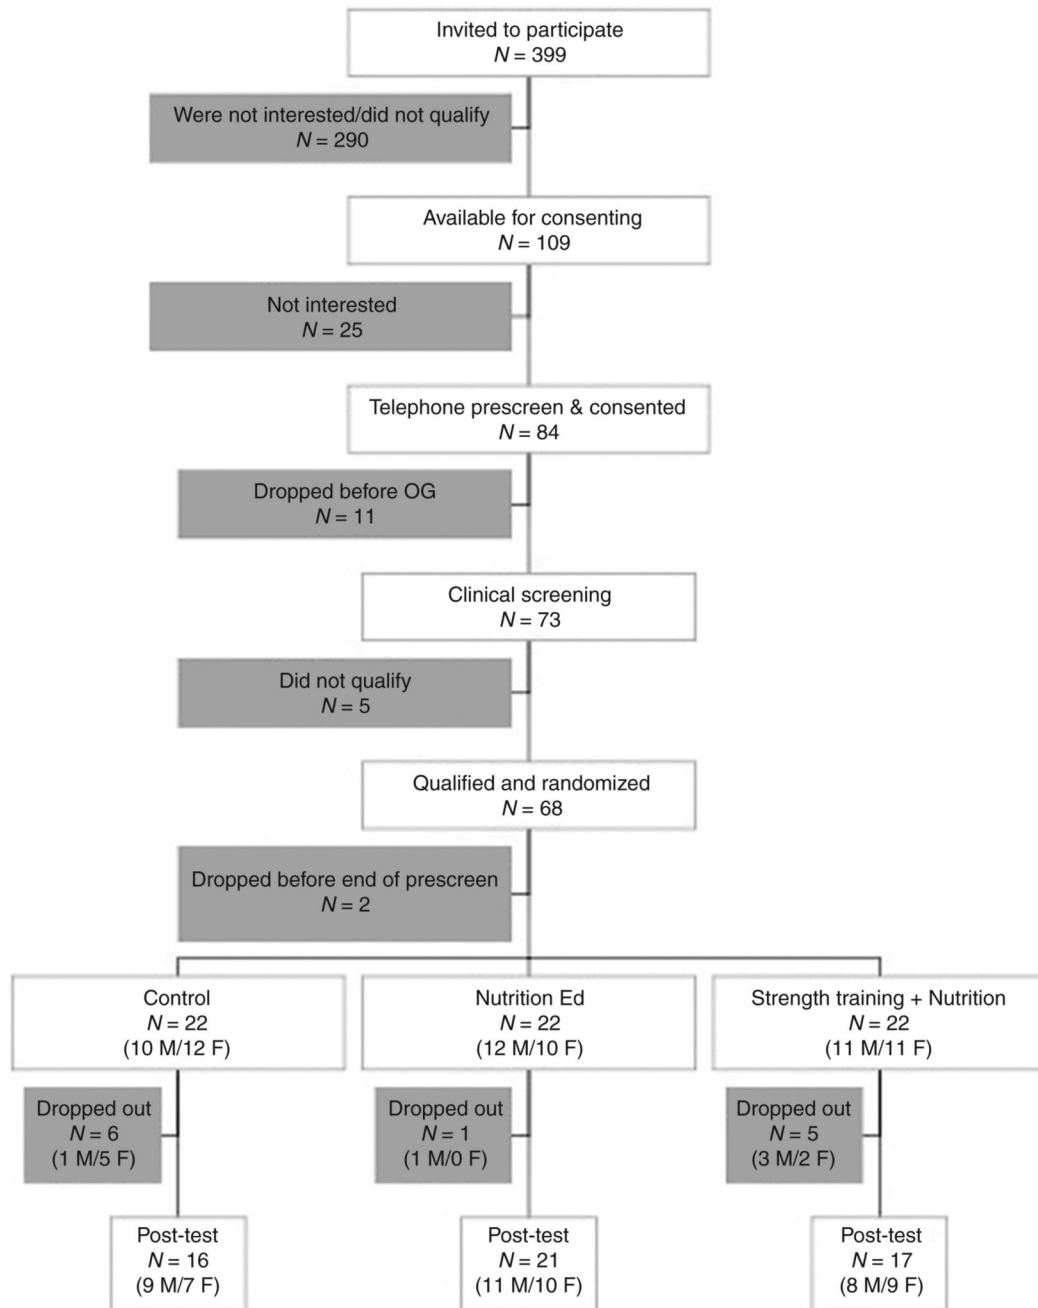 Invited to participate
N = 399
Were not interested/did not qualify
N = 290
Available for consenting
N = 109
Not interested
N = 25
Telephone prescreen & consented
N = 84
Dropped before OG
N = 11
Clinical screening
N = 73
Did not qualify
N = 5
Qualified and randomized
N = 68
Dropped before end of prescreen
N = 2
Control
N = 22
(10 M/12 F)
Nutrition Ed
N = 22
(12 M/10 F)
Strength training + Nutrition
N = 22
(11 M/11 F)
Dropped out
N = 6
(1 M/5 F)
Dropped out
N = 1
(1 M/0 F)
Dropped out
N = 5
(3 M/2 F)
Post-test
N = 16
(9 M/7 F)
Post-test
N = 21
(11 M/10 F)
Post-test
N = 17
(8 M/9 F)